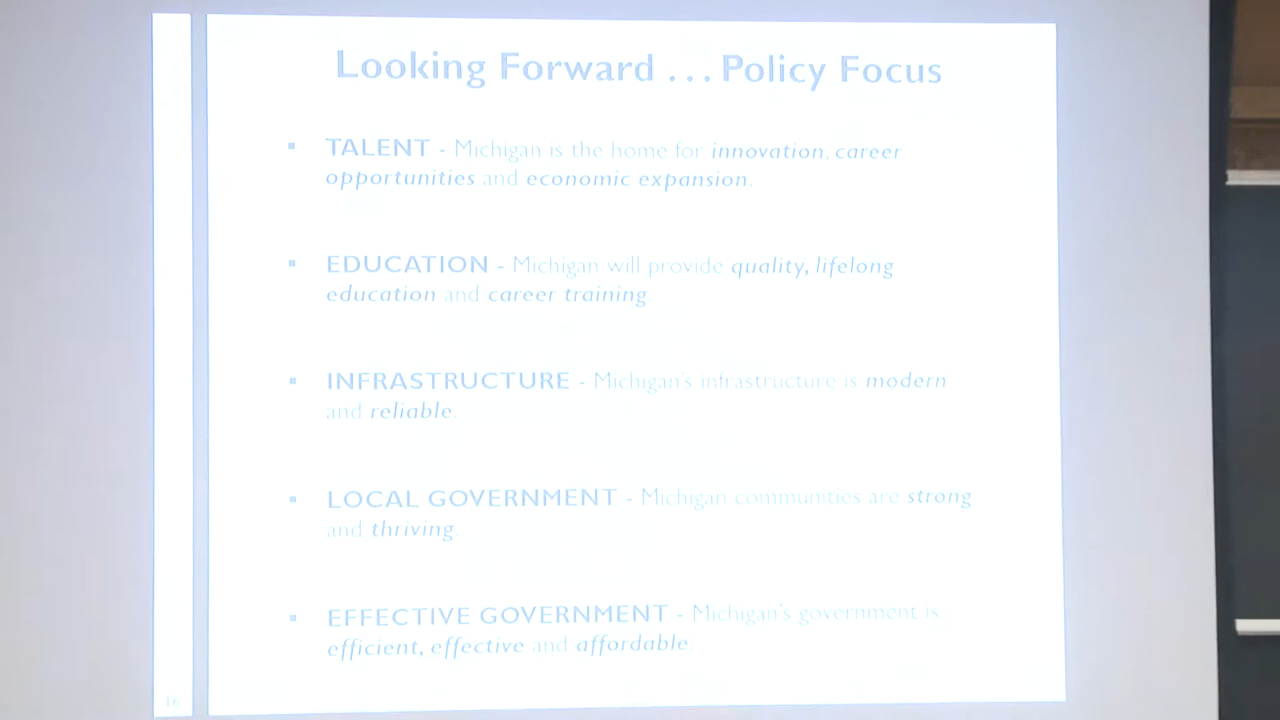 Looking Forward ... Policy Focus
▪ TALENT - Michigan is the home for innovation, career
opportunities and economic expansion.
▪ EDUCATION - Michigan will provide quality, lifelong
education and career training.
▪ INFRASTRUCTURE - Michigan's infrastructure is modern
and reliable.
▪ LOCAL GOVERNMENT - Michigan communities are strong
and thriving.
▪ EFFECTIVE GOVERNMENT - Michigan's government is
efficient, effective and affordable.
16